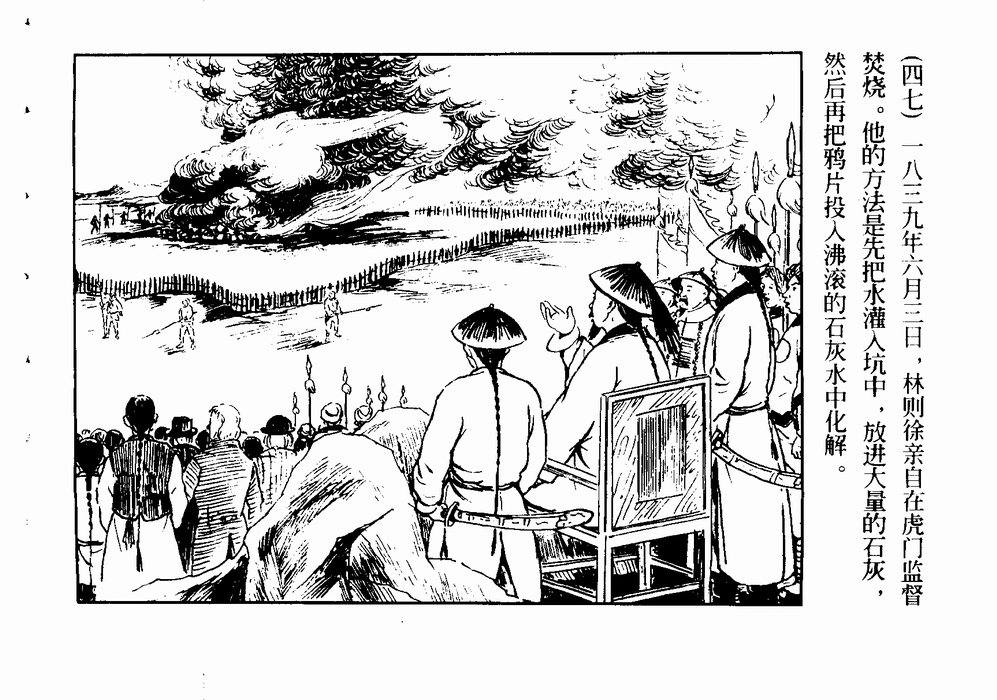 (四七) 一八三九年六月三日，林则徐亲自在虎门监督
焚烧。他的方法是先把水灌入坑中，放进大量的石灰，
然后再把鸦片投入沸滚的石灰水中化解。